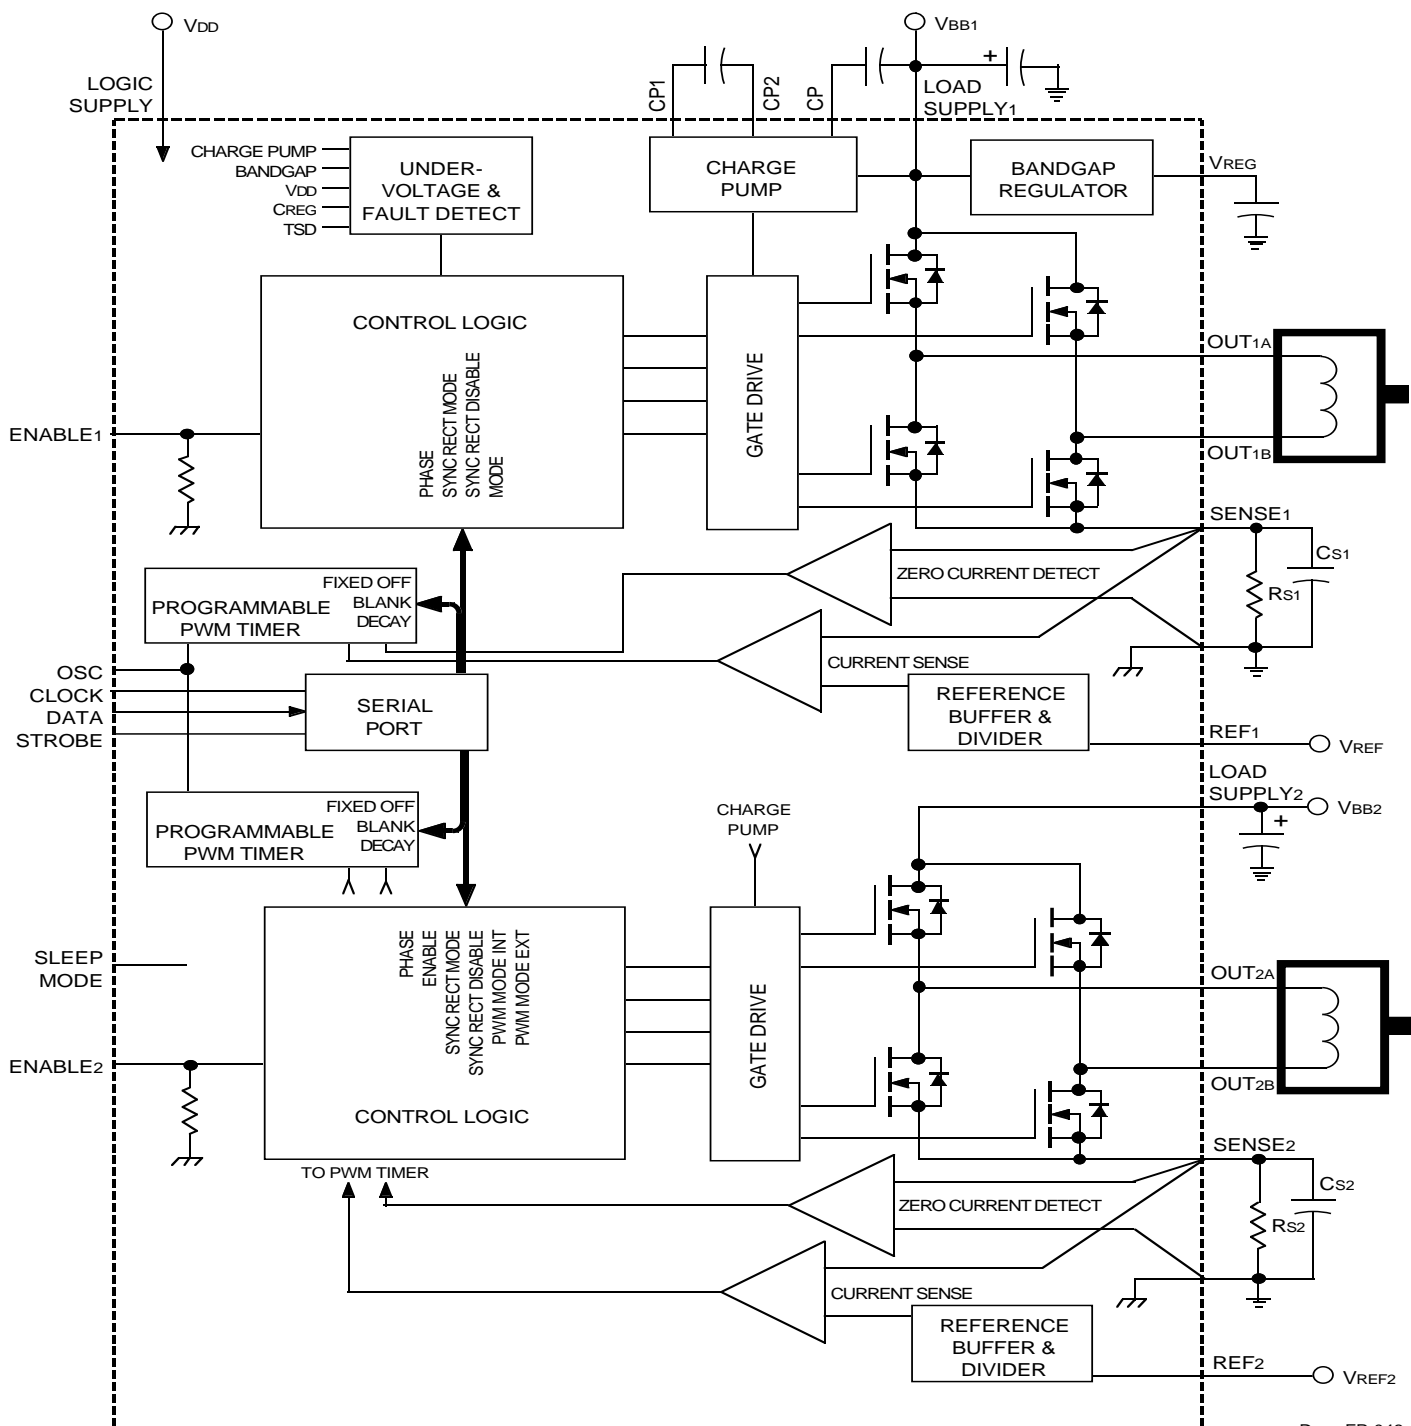 VDD
VBB1
LOGIC
SUPPLY
CP1
CP2
CP
+
LOAD
SUPPLY1
CHARGE PUMP
BANDGAP
VDD
CREG
TSD
UNDER-
VOLTAGE &
FAULT DETECT
CHARGE
PUMP
BANDGAP
REGULATOR
VREG
CONTROL LOGIC
PHASE
SYNC RECT MODE
SYNC RECT DISABLE
MODE
GATE DRIVE
OUT1A
OUT1B
ENABLE1
SENSE1
CS1
RS1
ZERO CURRENT DETECT
FIXED OFF
BLANK
DECAY
PROGRAMMABLE
PWM TIMER
CURRENT SENSE
OSC
CLOCK
DATA
STROBE
SERIAL
PORT
REFERENCE
BUFFER &
DIVIDER
REF1
VREF
LOAD
SUPPLY2
VBB2
+
FIXED OFF
BLANK
DECAY
PROGRAMMABLE
PWM TIMER
CHARGE
PUMP
SLEEP
MODE
PHASE
ENABLE
SYNC RECT MODE
SYNC RECT DISABLE
PWM MODE INT
PWM MODE EXT
CONTROL LOGIC
GATE DRIVE
OUT2A
OUT2B
ENABLE2
SENSE2
CS2
RS2
TO PWM TIMER
ZERO CURRENT DETECT
CURRENT SENSE
REFERENCE
BUFFER &
DIVIDER
REF2
VREF2